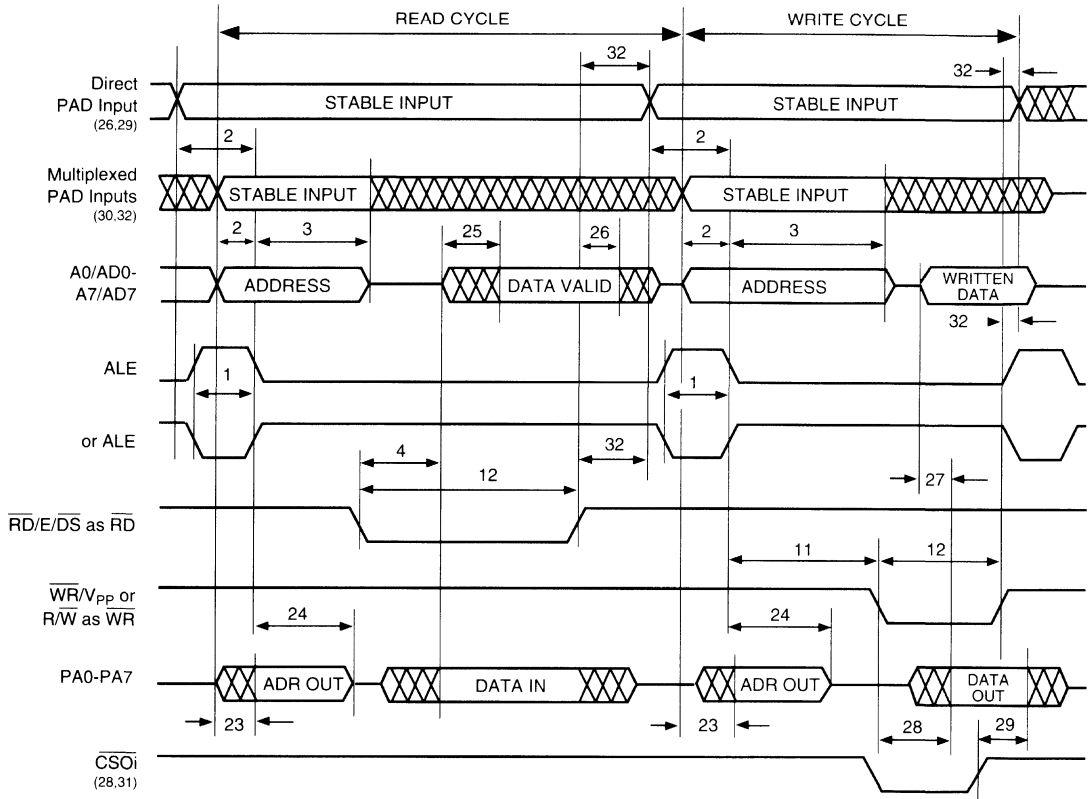 READ CYCLE
WRITE CYCLE
32
32
Direct
PAD Input
(26,29)
STABLE INPUT
STABLE INPUT
2
2
Multiplexed
PAD Inputs
(30,32)
STABLE INPUT
STABLE INPUT
2
3
25
26
2
3
A0/AD0-
A7/AD7
ADDRESS
DATA VALID
ADDRESS
WRITTEN
DATA
32
ALE
1
1
or ALE
4
32
12
27
RD/E/DS as RD
11
12
WR/VPP or
R/W as WR
24
24
PA0-PA7
ADR OUT
DATA IN
ADR OUT
DATA
OUT
23
23
28
29
CSOi
(28,31)